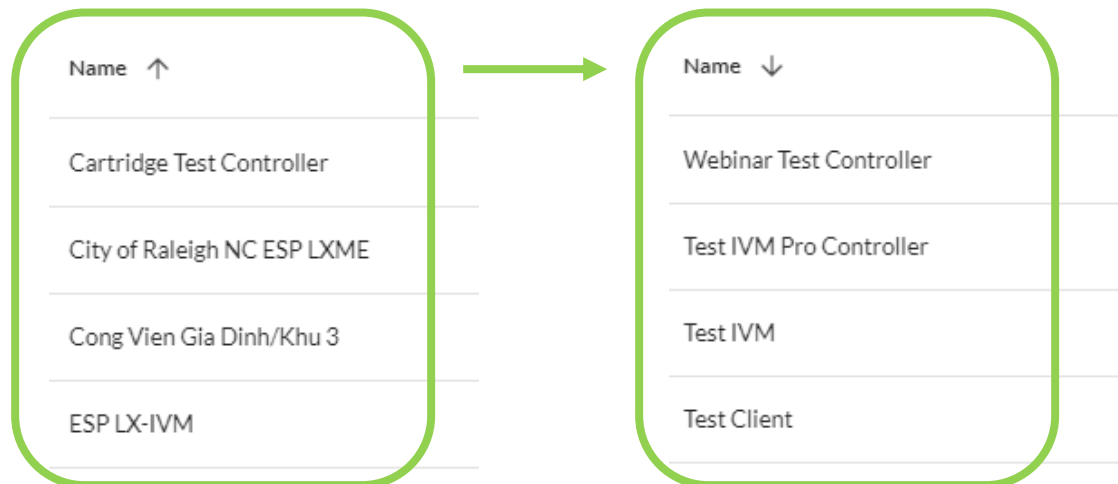 Name ↑
Cartridge Test Controller
City of Raleigh NC ESP LXME
Cong Vien Gia Dinh/Khu 3
ESP LX-IVM
Name ↓
Webinar Test Controller
Test IVM Pro Controller
Test IVM
Test Client